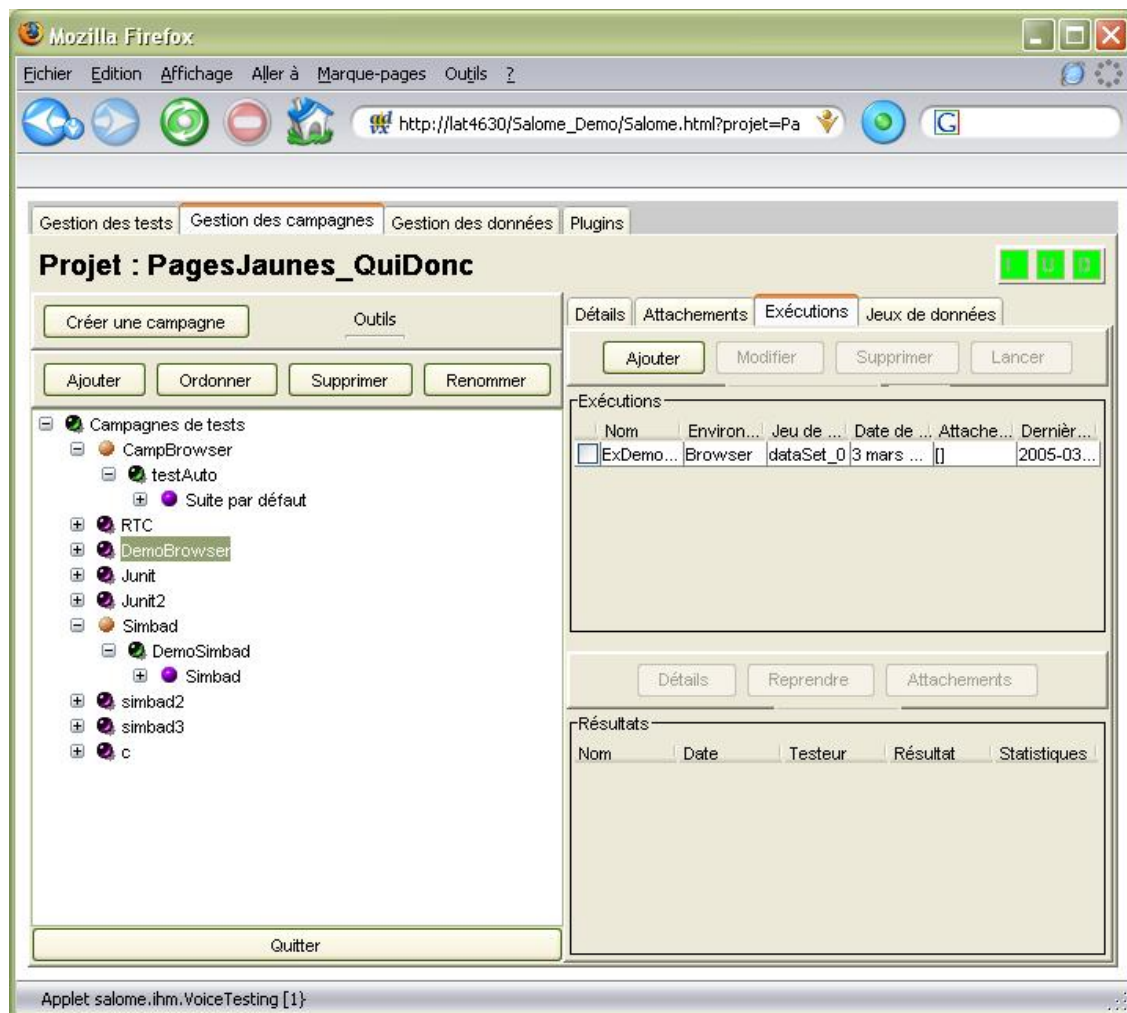 Mozilla Firefox
Fichier Edition Affichage Aller à Marque-pages Outils ?
http://lat4630/Salome_Demo/Salome.html?projet=Pa G
Gestion des tests Gestion des campagnes Gestion des données Plugins
Projet : PagesJaunes_QuiDonc I U D
Créer une campagne Outils
Ajouter Ordonner Supprimer Renommer
Campagnes de tests
CampBrowser
testAuto
Suite par défaut
RTC
DemoBrowser
Junit
Junit2
Simbad
DemoSimbad
Simbad
simbad2
simbad3
c
Quitter
Détails Attachements Exécutions Jeux de données
Ajouter Modifier Supprimer Lancer
Exécutions
Nom Environ... Jeu de ... Date de ... Attache... Dernièr...
ExDemo... Browser dataSet_0 3 mars ... [] 2005-03...
Détails Reprendre Attachements
Résultats
Nom Date Testeur Résultat Statistiques
Applet salome.ihm.VoiceTesting [1}